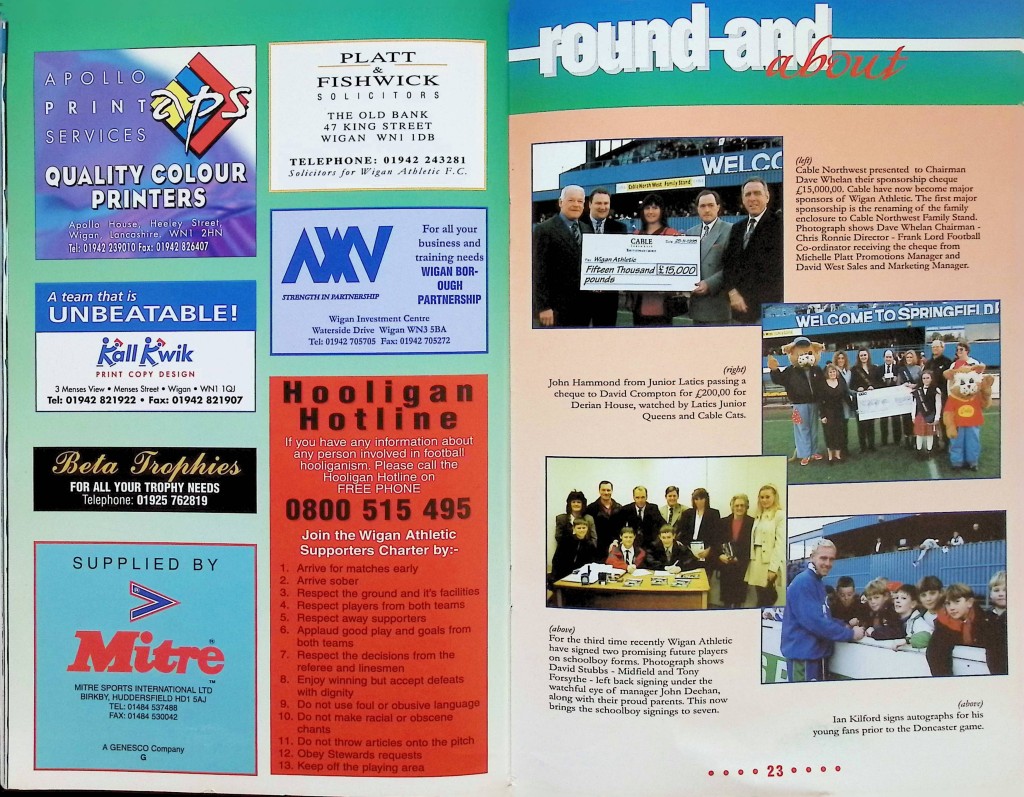 APOLLO
PRINT
SERVICES
aps
QUALITY COLOUR
PRINTERS
Apollo House, Heeley Street,
Wigan, Lancashire, WN1 2HN
Tel: 01942 239010 Fax: 01942 826407
A team that is
UNBEATABLE!
Kall Kwik
PRINT COPY DESIGN
3 Menses View • Menses Street • Wigan • WN1 1QJ
Tel: 01942 821922 • Fax: 01942 821907
Beta Trophies
FOR ALL YOUR TROPHY NEEDS
Telephone: 01925 762819
SUPPLIED BY
Mitre
MITRE SPORTS INTERNATIONAL LTD
BIRKBY, HUDDERSFIELD HD1 5AJ
TEL: 01484 537488
FAX: 01484 530042
A GENESCO Company
G
PLATT
&
FISHWICK
SOLICITORS
THE OLD BANK
47 KING STREET
WIGAN WN1 1DB
TELEPHONE: 01942 243281
Solicitors for Wigan Athletic F.C.
STRENGTH IN PARTNERSHIP
For all your
business and
training needs
WIGAN BOR-
OUGH
PARTNERSHIP
Wigan Investment Centre
Waterside Drive Wigan WN3 5BA
Tel: 01942 705705 Fax: 01942 705272
Hooligan
Hotline
If you have any information about
any person involved in football
hooliganism. Please call the
Hooligan Hotline on
FREE PHONE
0800 515 495
Join the Wigan Athletic
Supporters Charter by:-
1. Arrive for matches early
2. Arrive sober
3. Respect the ground and it's facilities
4. Respect players from both teams
5. Respect away supporters
6. Applaud good play and goals from
both teams
7. Respect the decisions from the
referee and linesmen
8. Enjoy winning but accept defeats
with dignity
9. Do not use foul or obusive language
10. Do not make racial or obscene
chants
11. Do not throw articles onto the pitch
12. Obey Stewards requests
13. Keep off the playing area
round and
about
WELCO
Cable North West Family Stand
CABLE
Wigan Athletic
Fifteen Thousand £15,000
pounds
(left)
Cable Northwest presented to Chairman
Dave Whelan their sponsorship cheque
£15,000,00. Cable have now become major
sponsors of Wigan Athletic. The first major
sponsorship is the renaming of the family
enclosure to Cable Northwest Family Stand.
Photograph shows Dave Whelan Chairman -
Chris Ronnie Director - Frank Lord Football
Co-ordinator receiving the cheque from
Michelle Platt Promotions Manager and
David West Sales and Marketing Manager.
WELCOME TO SPRINGFIELD
(right)
John Hammond from Junior Latics passing a
cheque to David Crompton for £200,00 for
Derian House, watched by Latics Junior
Queens and Cable Cats.
(above)
For the third time recently Wigan Athletic
have signed two promising future players
on schoolboy forms. Photograph shows
David Stubbs - Midfield and Tony
Forsythe - left back signing under the
watchful eye of manager John Deehan,
along with their proud parents. This now
brings the schoolboy signings to seven.
(above)
Ian Kilford signs autographs for his
young fans prior to the Doncaster game.
23